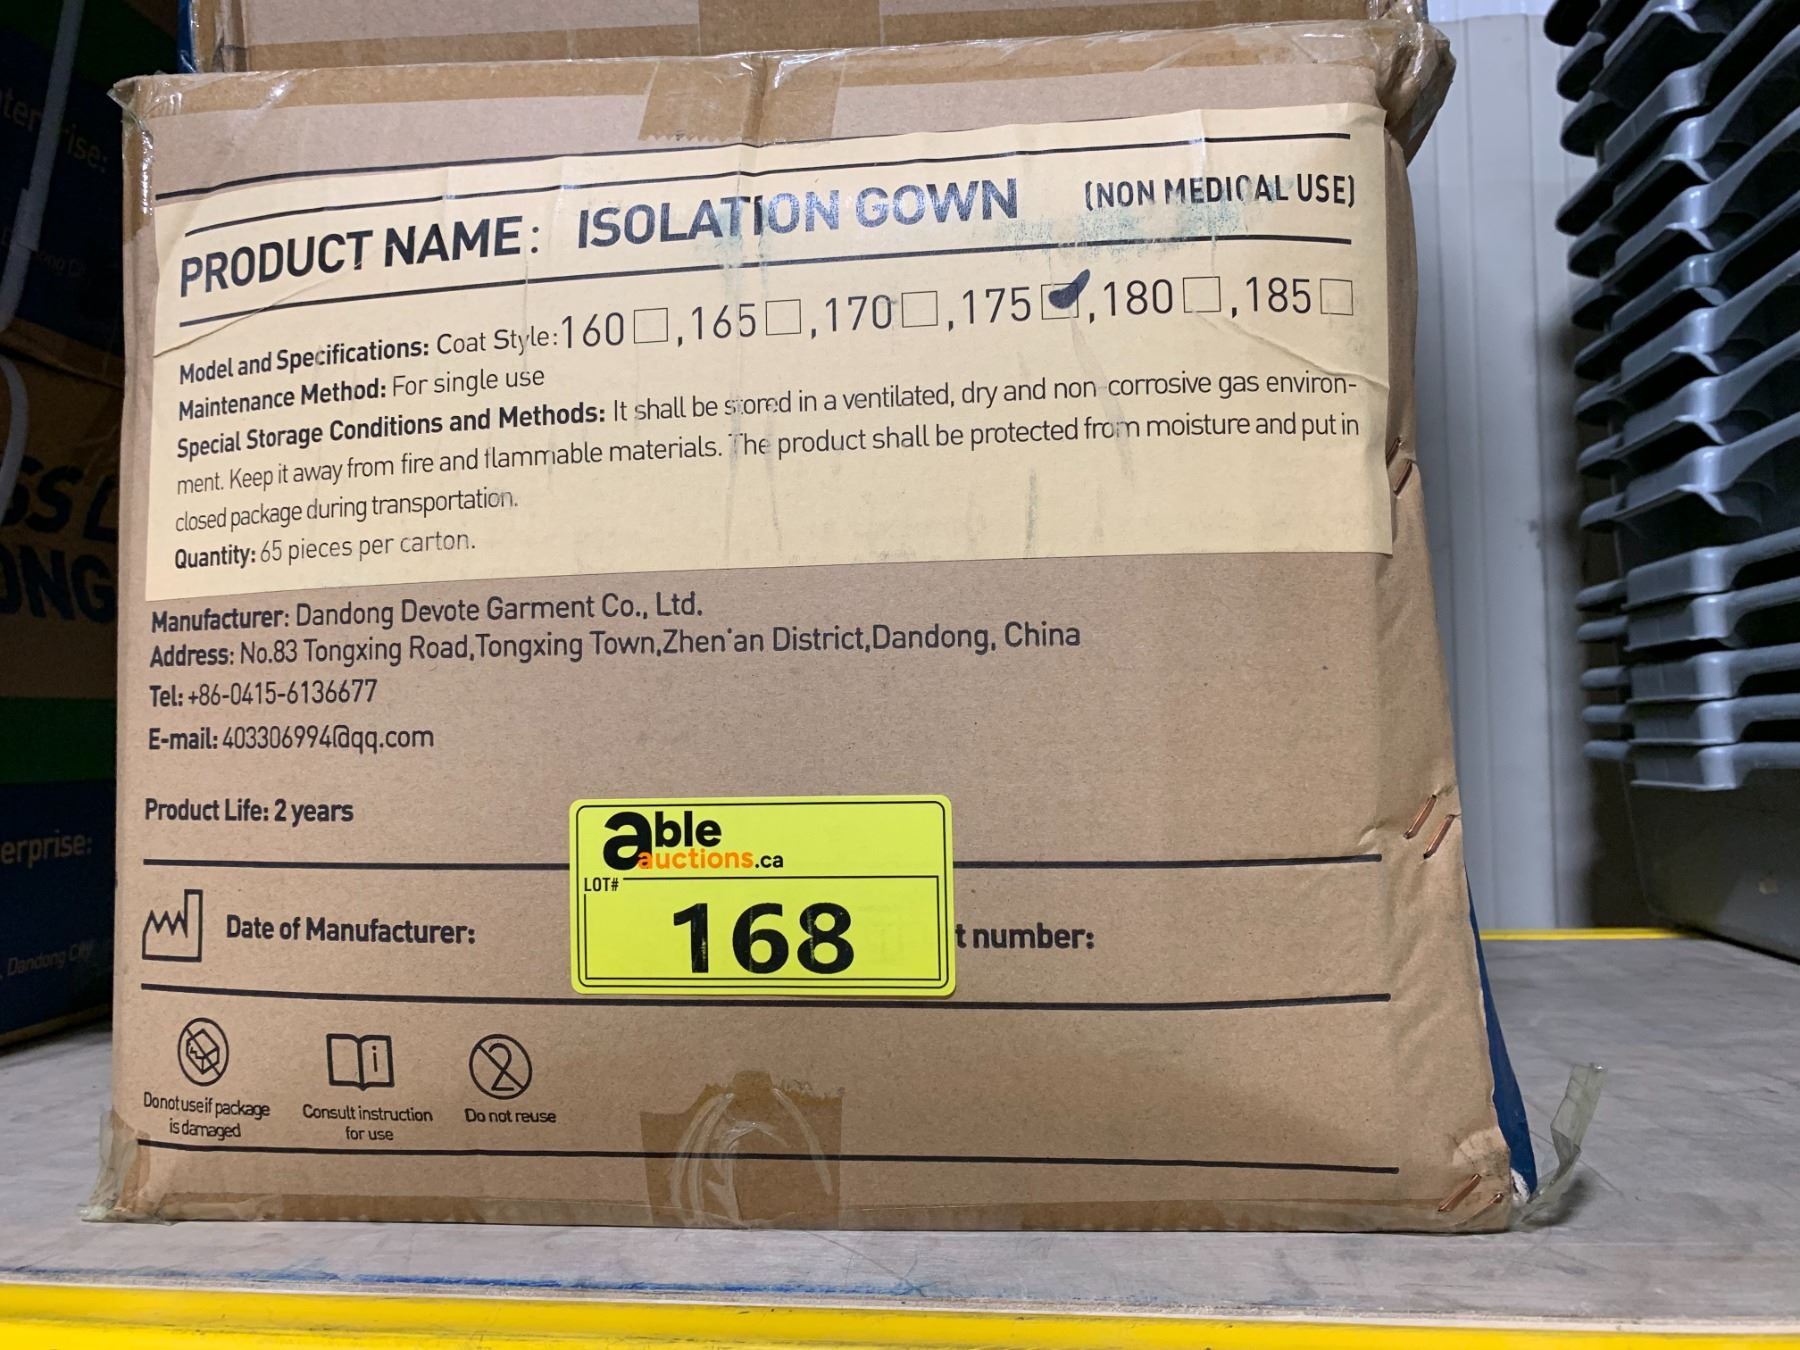 PRODUCT NAME: ISOLATION GOWN (NON MEDICAL USE)
Model and Specifications: Coat Style:160☐,165☐,170☐,175☑,180☐,185☐
Maintenance Method: For single use
Special Storage Conditions and Methods: It shall be stored in a ventilated, dry and non-corrosive gas environ-
ment. Keep it away from fire and flammable materials. The product shall be protected from moisture and put in
closed package during transportation.
Quantity: 65 pieces per carton.
Manufacturer: Dandong Devote Garment Co., Ltd.
Address: No.83 Tongxing Road,Tongxing Town,Zhen'an District,Dandong, China
Tel: +86-0415-6136677
E-mail: 403306994@qq.com
Product Life: 2 years
able
auctions.ca
LOT#
168
Date of Manufacturer:
t number:
Do not use if package
is damaged
Consult instruction
for use
Do not reuse
erprise:
Dandong City